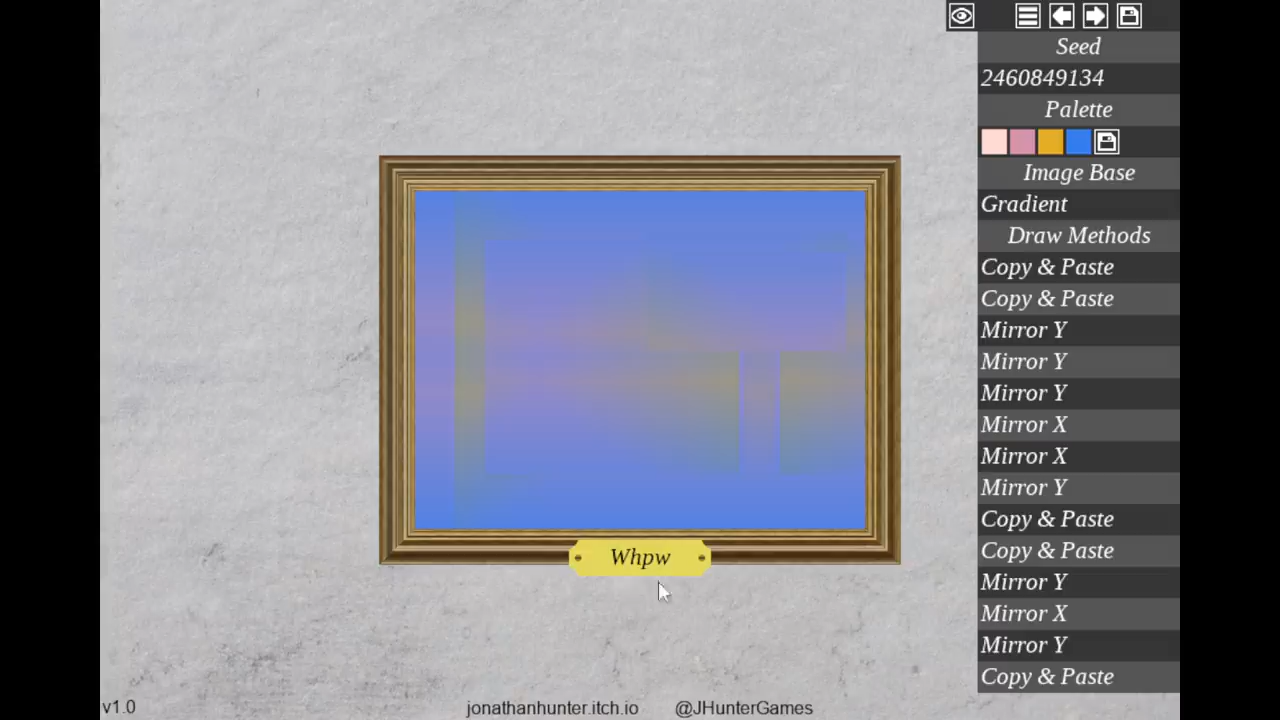 Seed
2460849134
Palette
Image Base
Gradient
Draw Methods
Copy & Paste
Copy & Paste
Mirror Y
Mirror Y
Mirror Y
Mirror X
Mirror X
Mirror Y
Copy & Paste
Copy & Paste
Mirror Y
Mirror X
Mirror Y
Copy & Paste
Whpw
v1.0 jonathanhunter.itch.io @JHunterGames